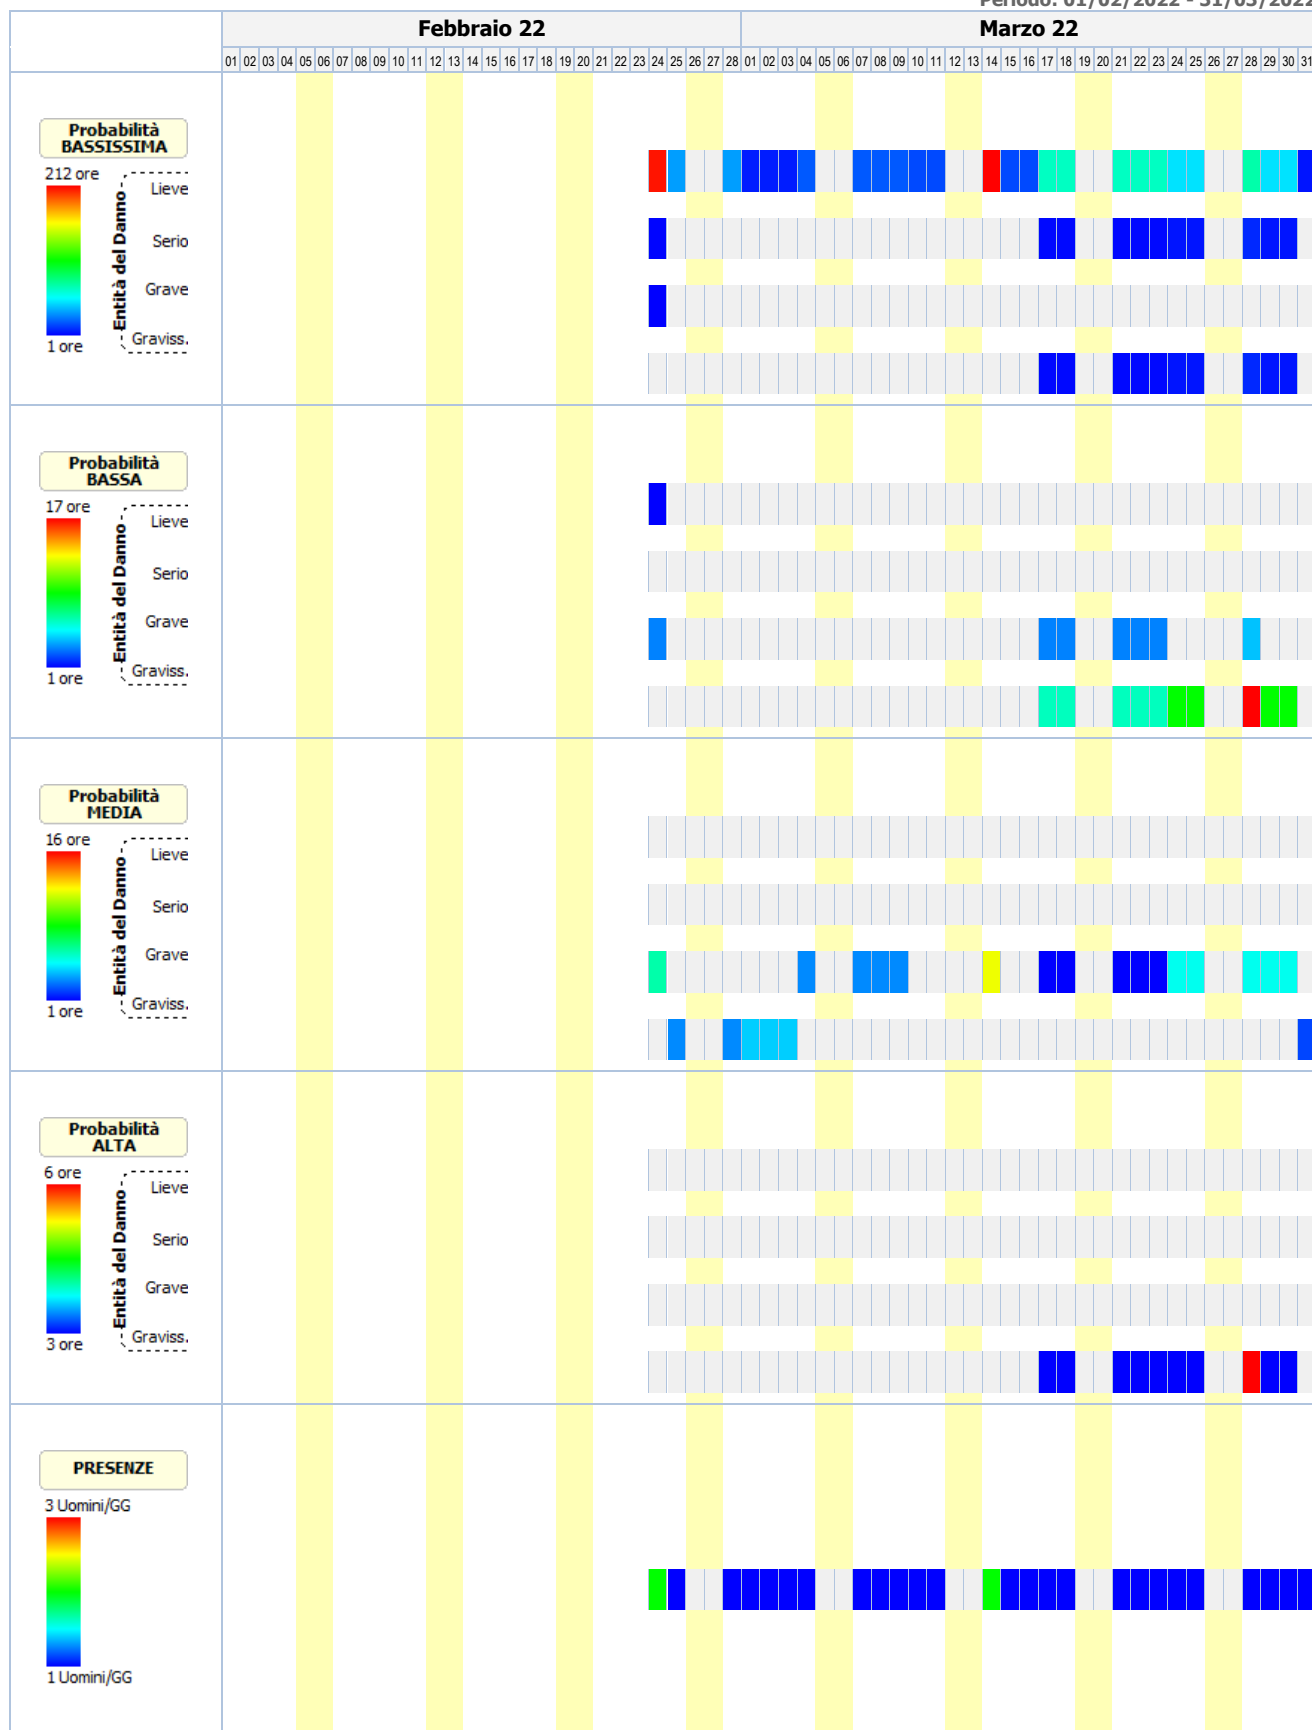 Periodo: 01/02/2022 - 31/03/2022
Febbraio 22 Marzo 22
01 02 03 04 05 06 07 08 09 10 11 12 13 14 15 16 17 18 19 20 21 22 23 24 25 26 27 28 01 02 03 04 05 06 07 08 09 10 11 12 13 14 15 16 17 18 19 20 21 22 23 24 25 26 27 28 29 30 31
Probabilità
BASSISSIMA
212 ore
Entità del Danno
Lieve
Serio
Grave
Graviss.
1 ore
Probabilità
BASSA
17 ore
Entità del Danno
Lieve
Serio
Grave
Graviss.
1 ore
Probabilità
MEDIA
16 ore
Entità del Danno
Lieve
Serio
Grave
Graviss.
1 ore
Probabilità
ALTA
6 ore
Entità del Danno
Lieve
Serio
Grave
Graviss.
3 ore
PRESENZE
3 Uomini/GG
1 Uomini/GG